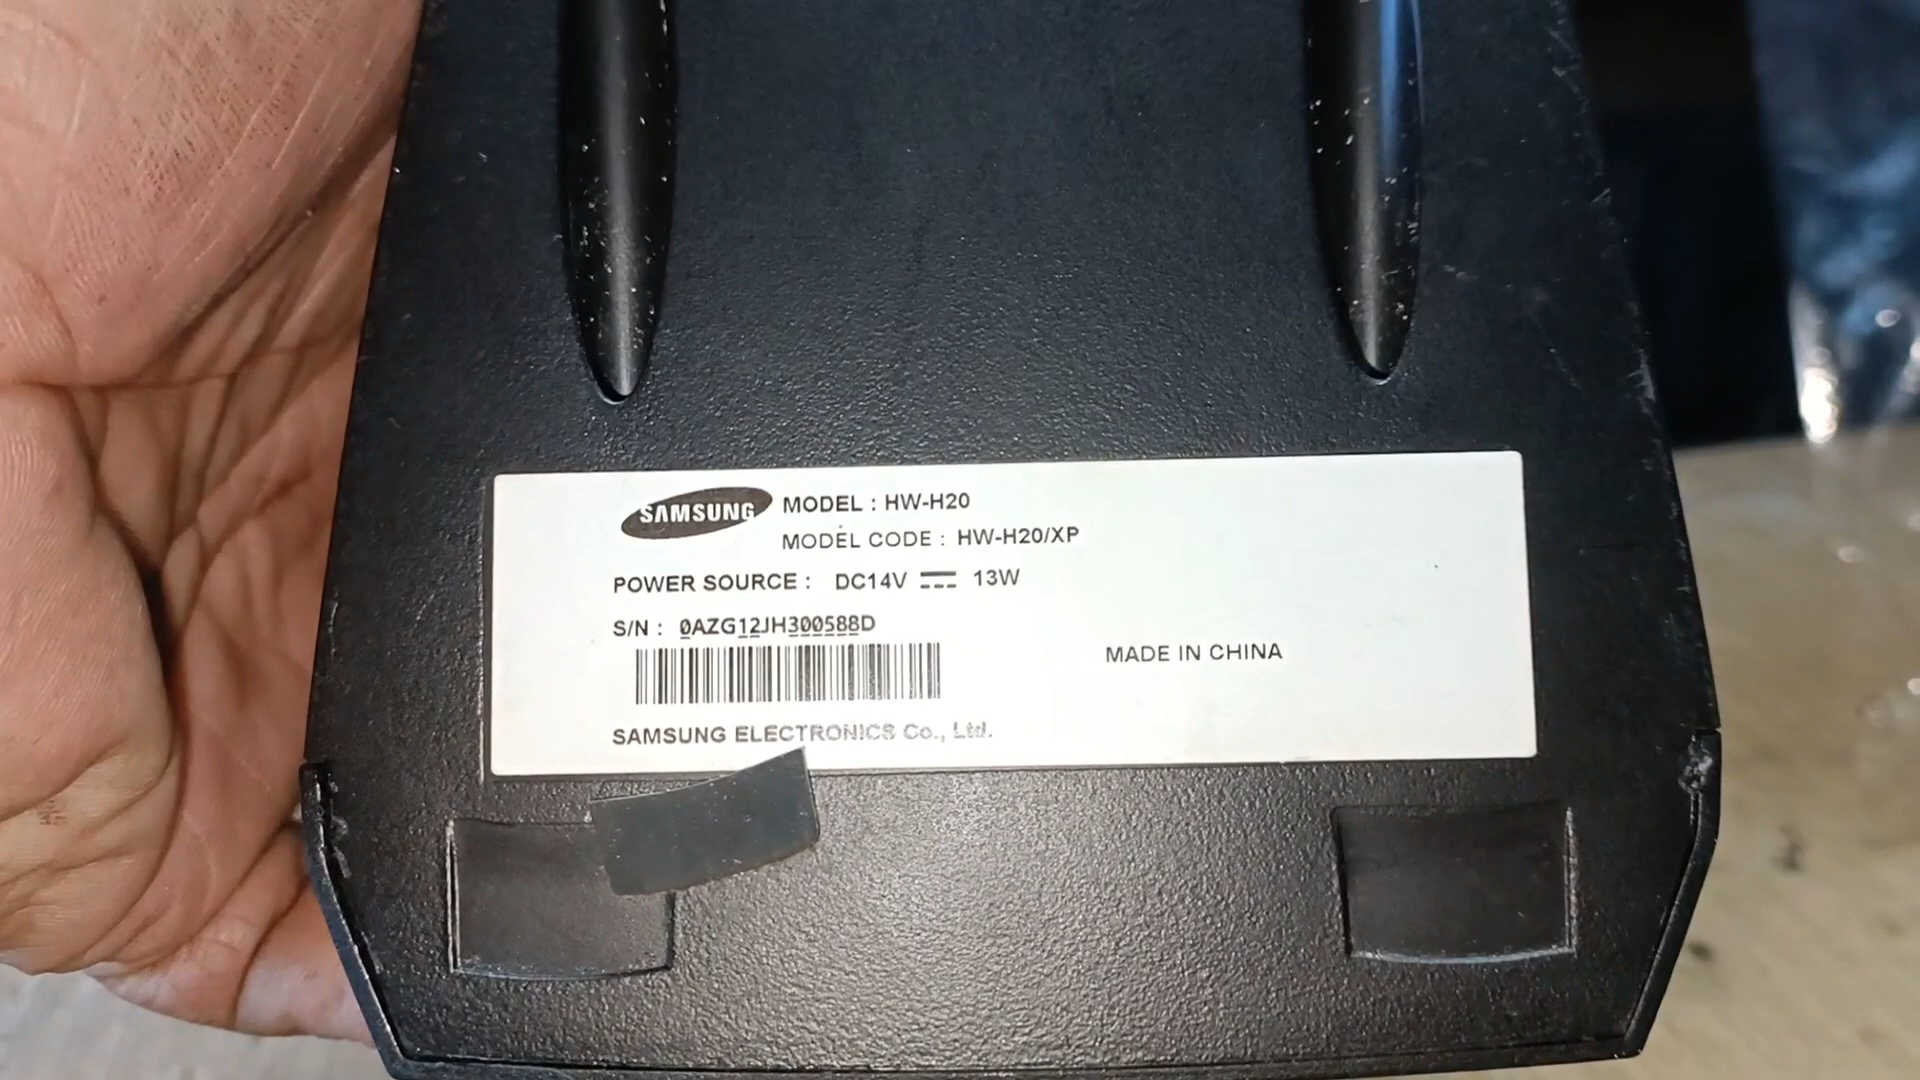 SAMSUNG MODEL : HW-H20
MODEL CODE : HW-H20/XP
POWER SOURCE : DC14V 13W
S/N : 0AZG12JH300588D
MADE IN CHINA
SAMSUNG ELECTRONICS Co., Ltd.